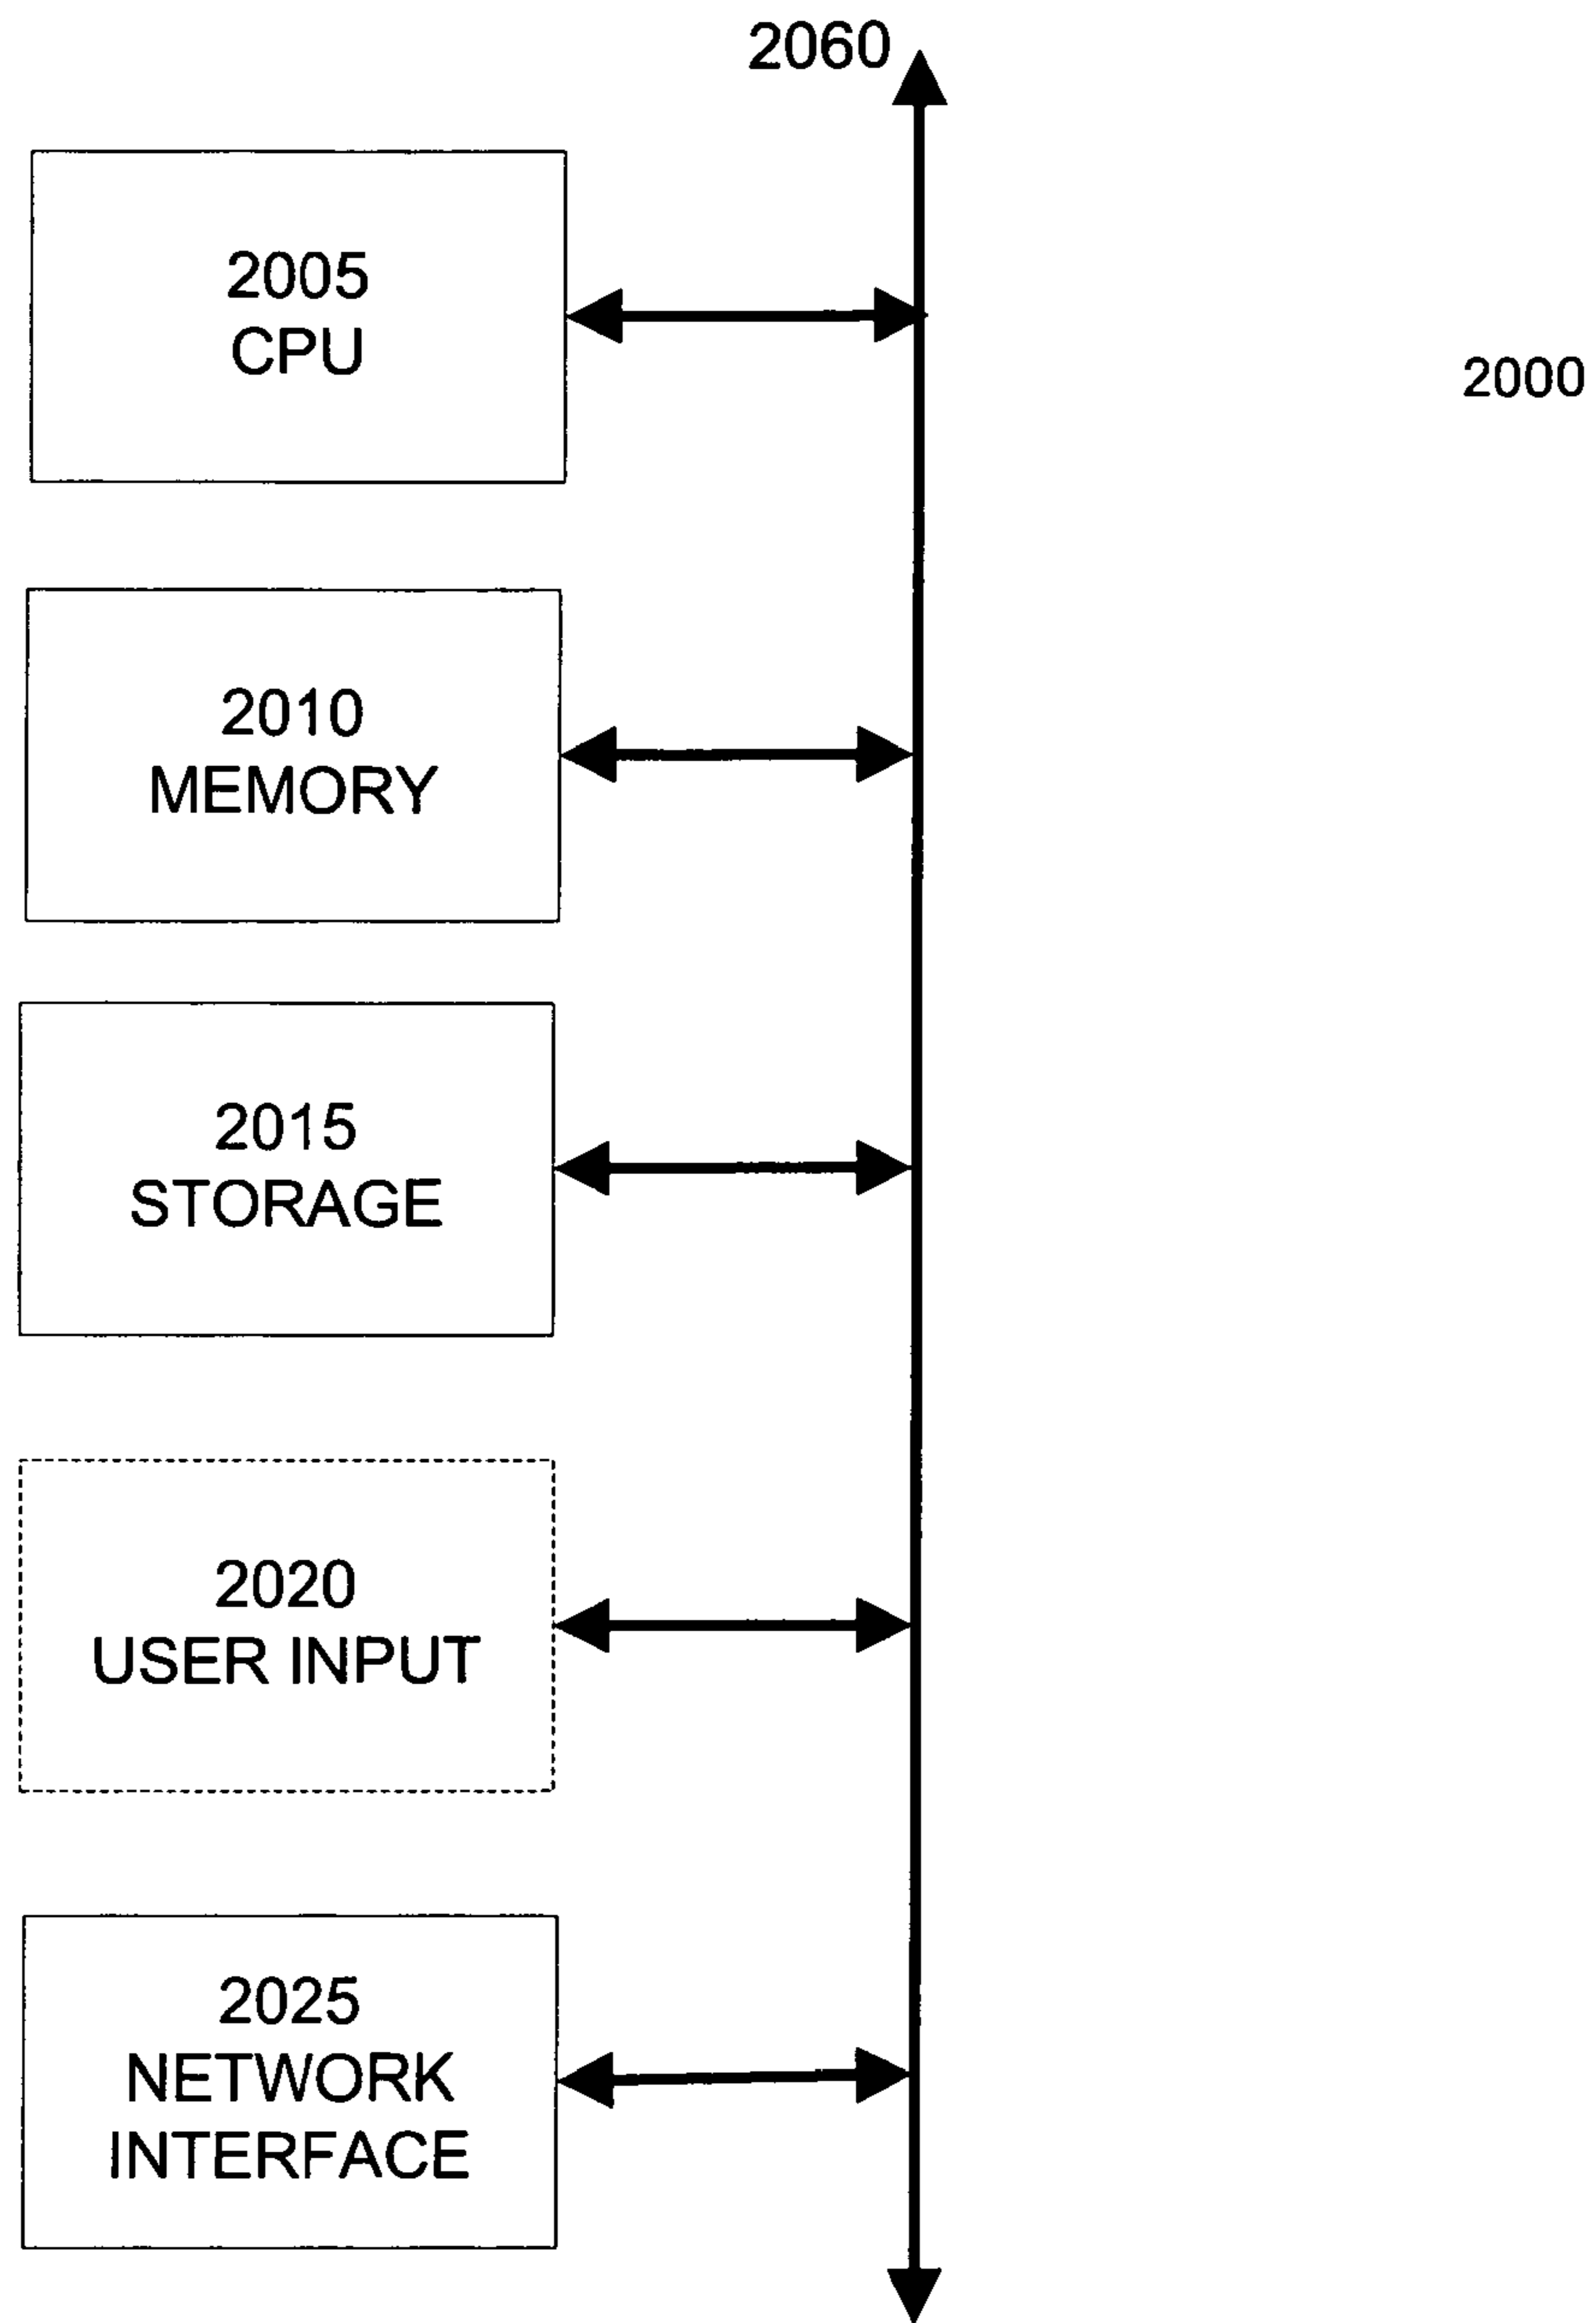 2060
2005
CPU
2000
2010
MEMORY
2015
STORAGE
2020
USER INPUT
2025
NETWORK
INTERFACE